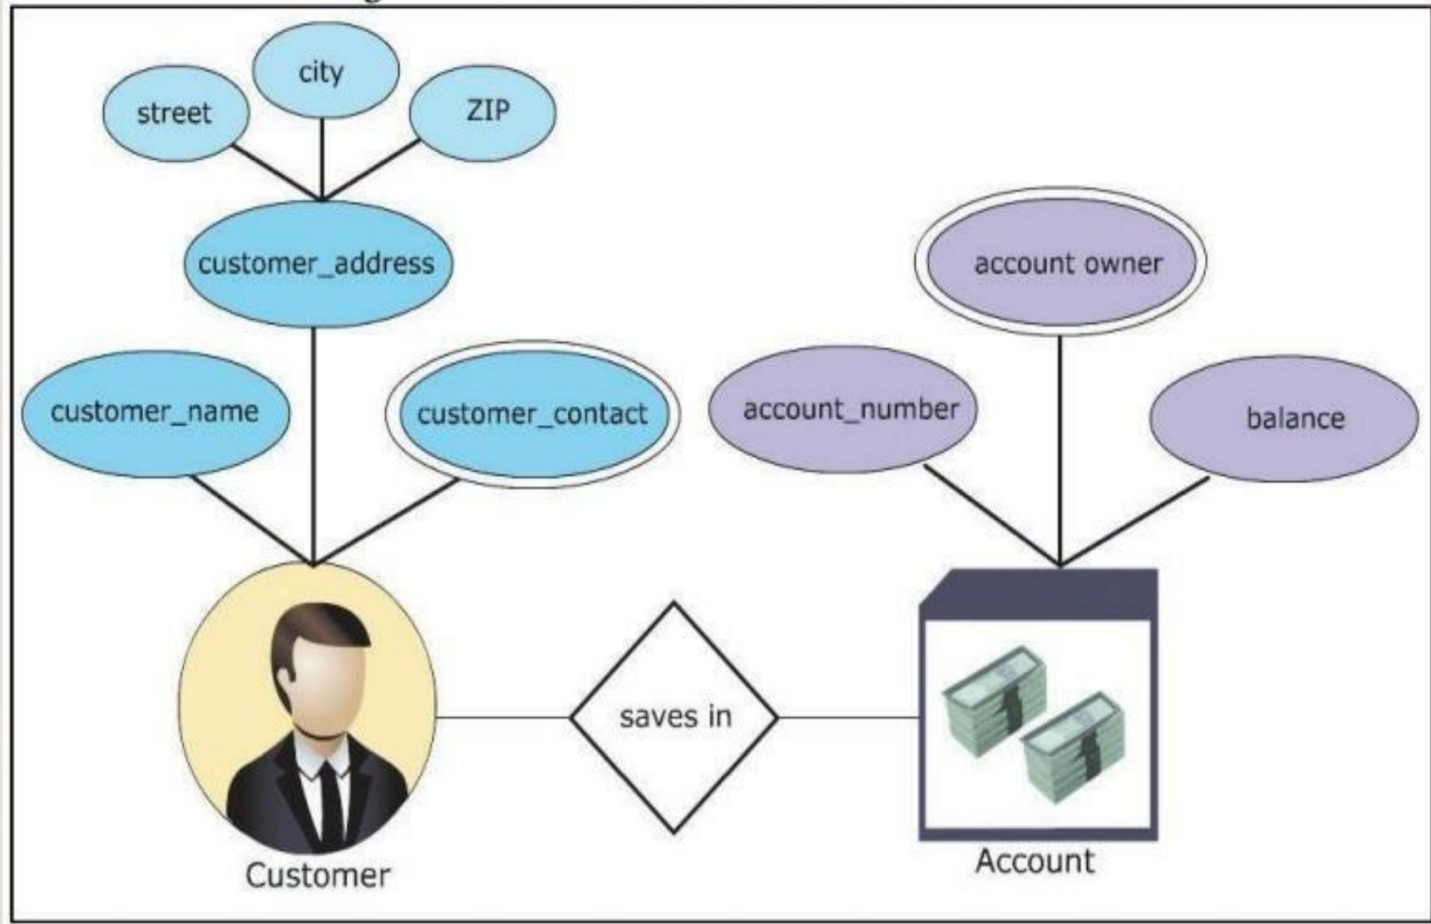 city
street
ZIP
customer_address
account owner
customer_name
customer_contact
account_number
balance
saves in
Customer
Account